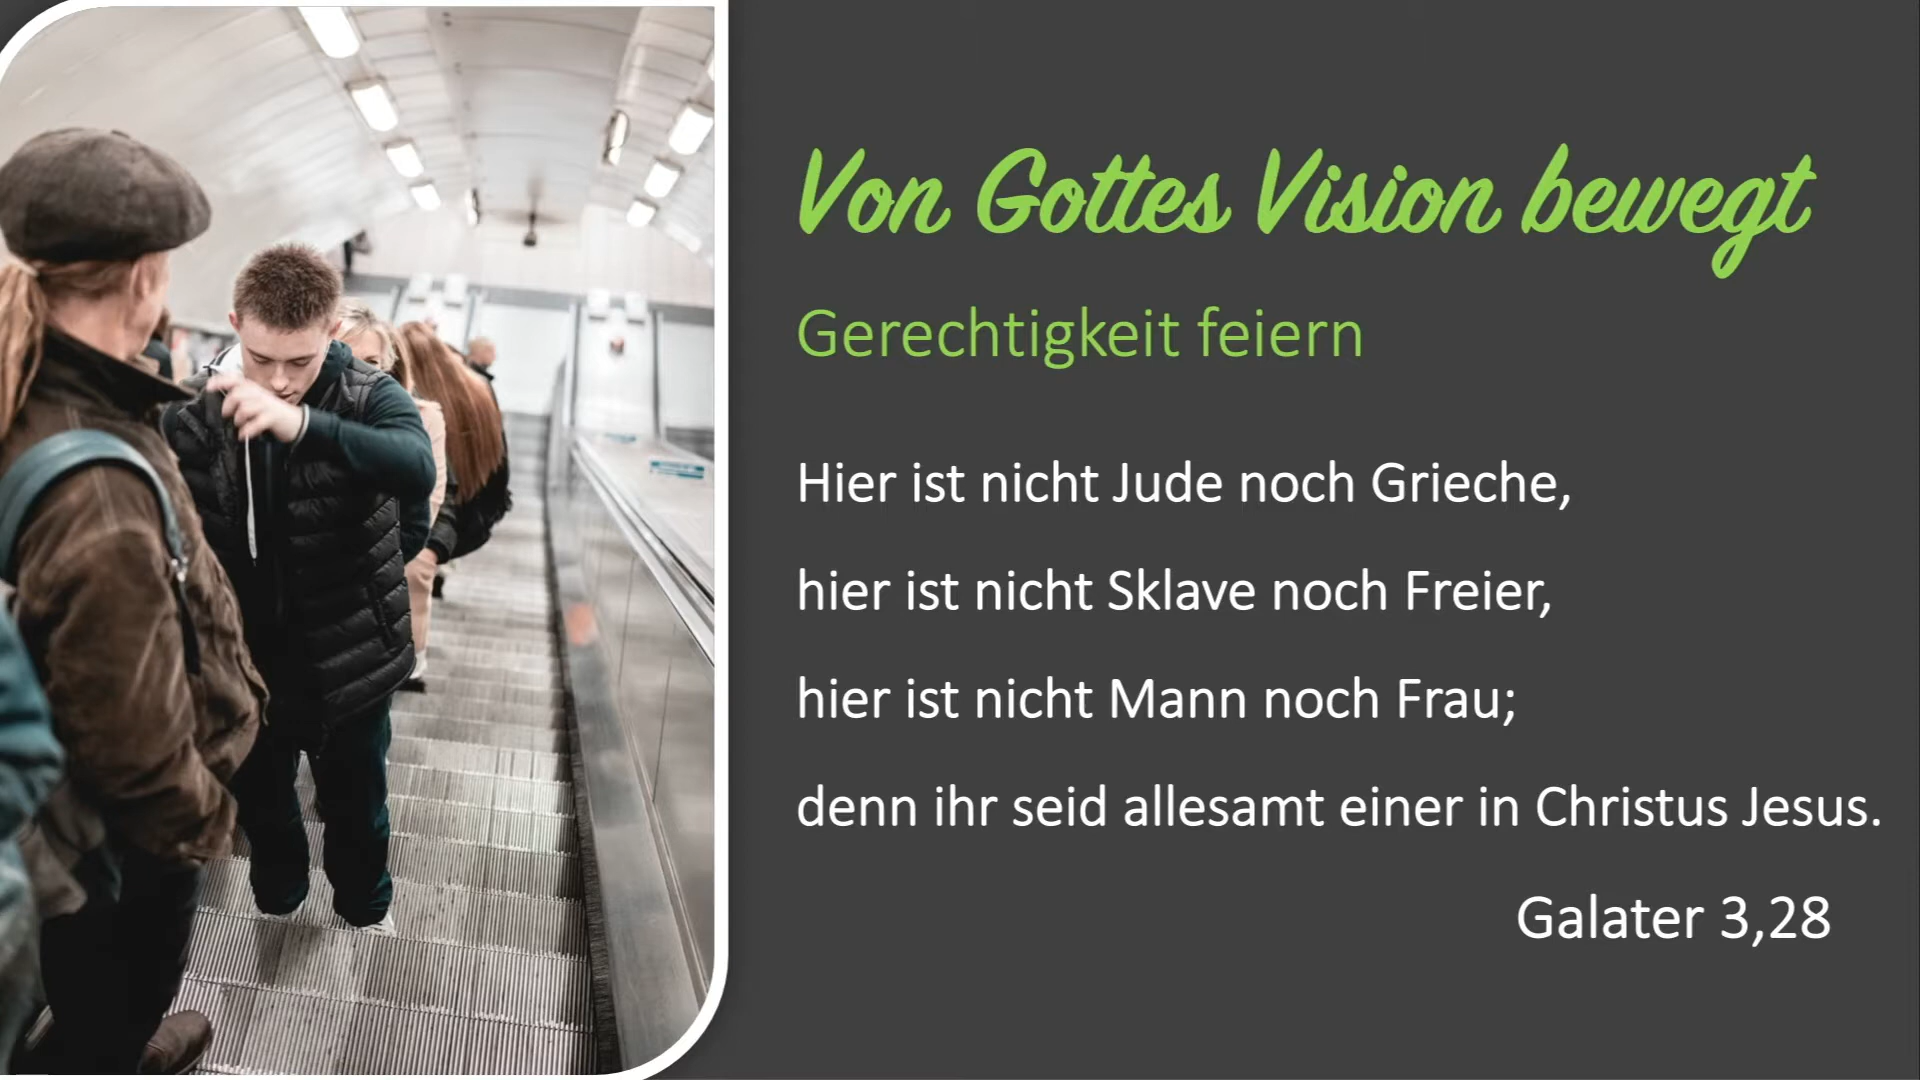 Von Gottes Vision bewegt
Gerechtigkeit feiern
Hier ist nicht Jude noch Grieche,
hier ist nicht Sklave noch Freier,
hier ist nicht Mann noch Frau;
denn ihr seid allesamt einer in Christus Jesus.
Galater 3,28